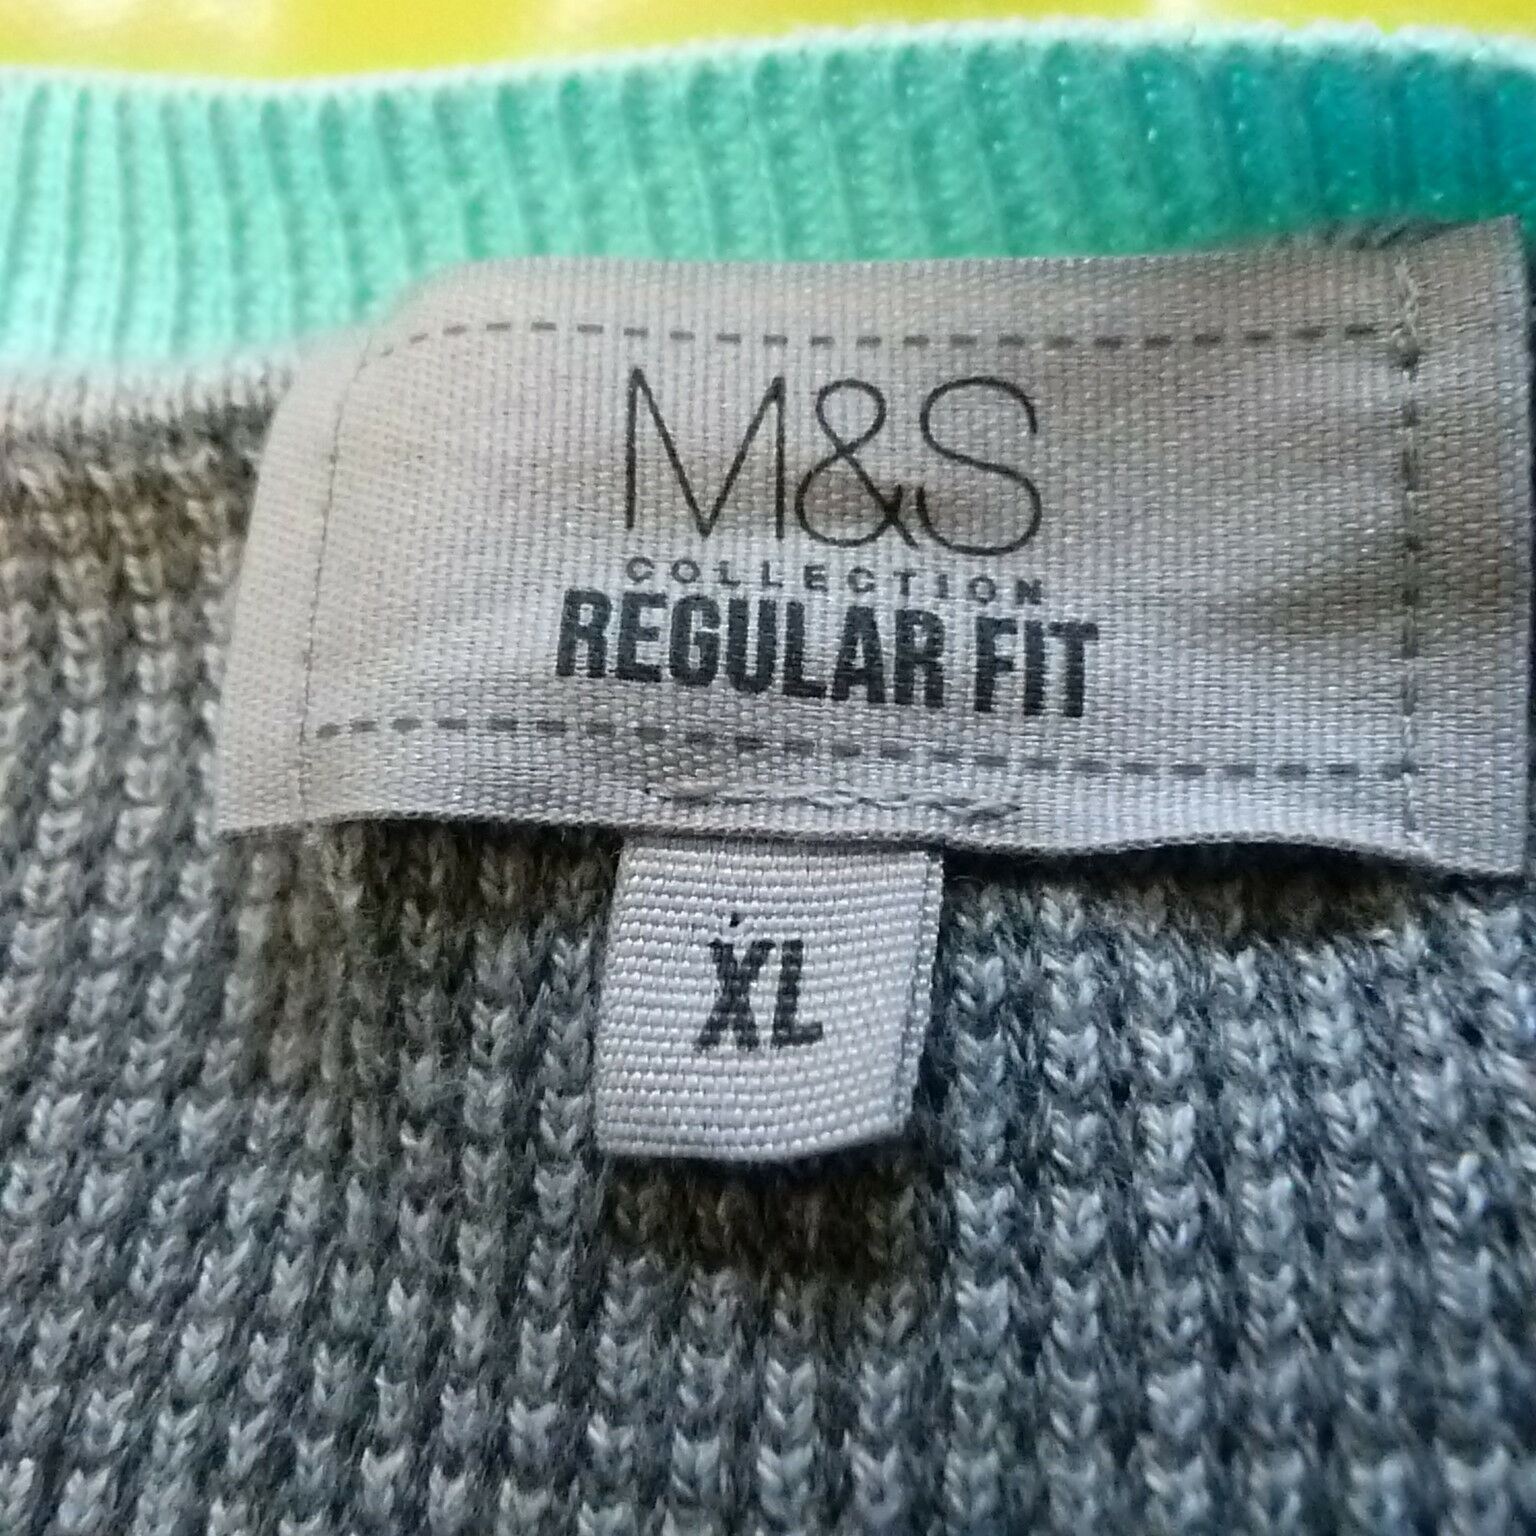 M&S
COLLECTION
REGULAR FIT
XL